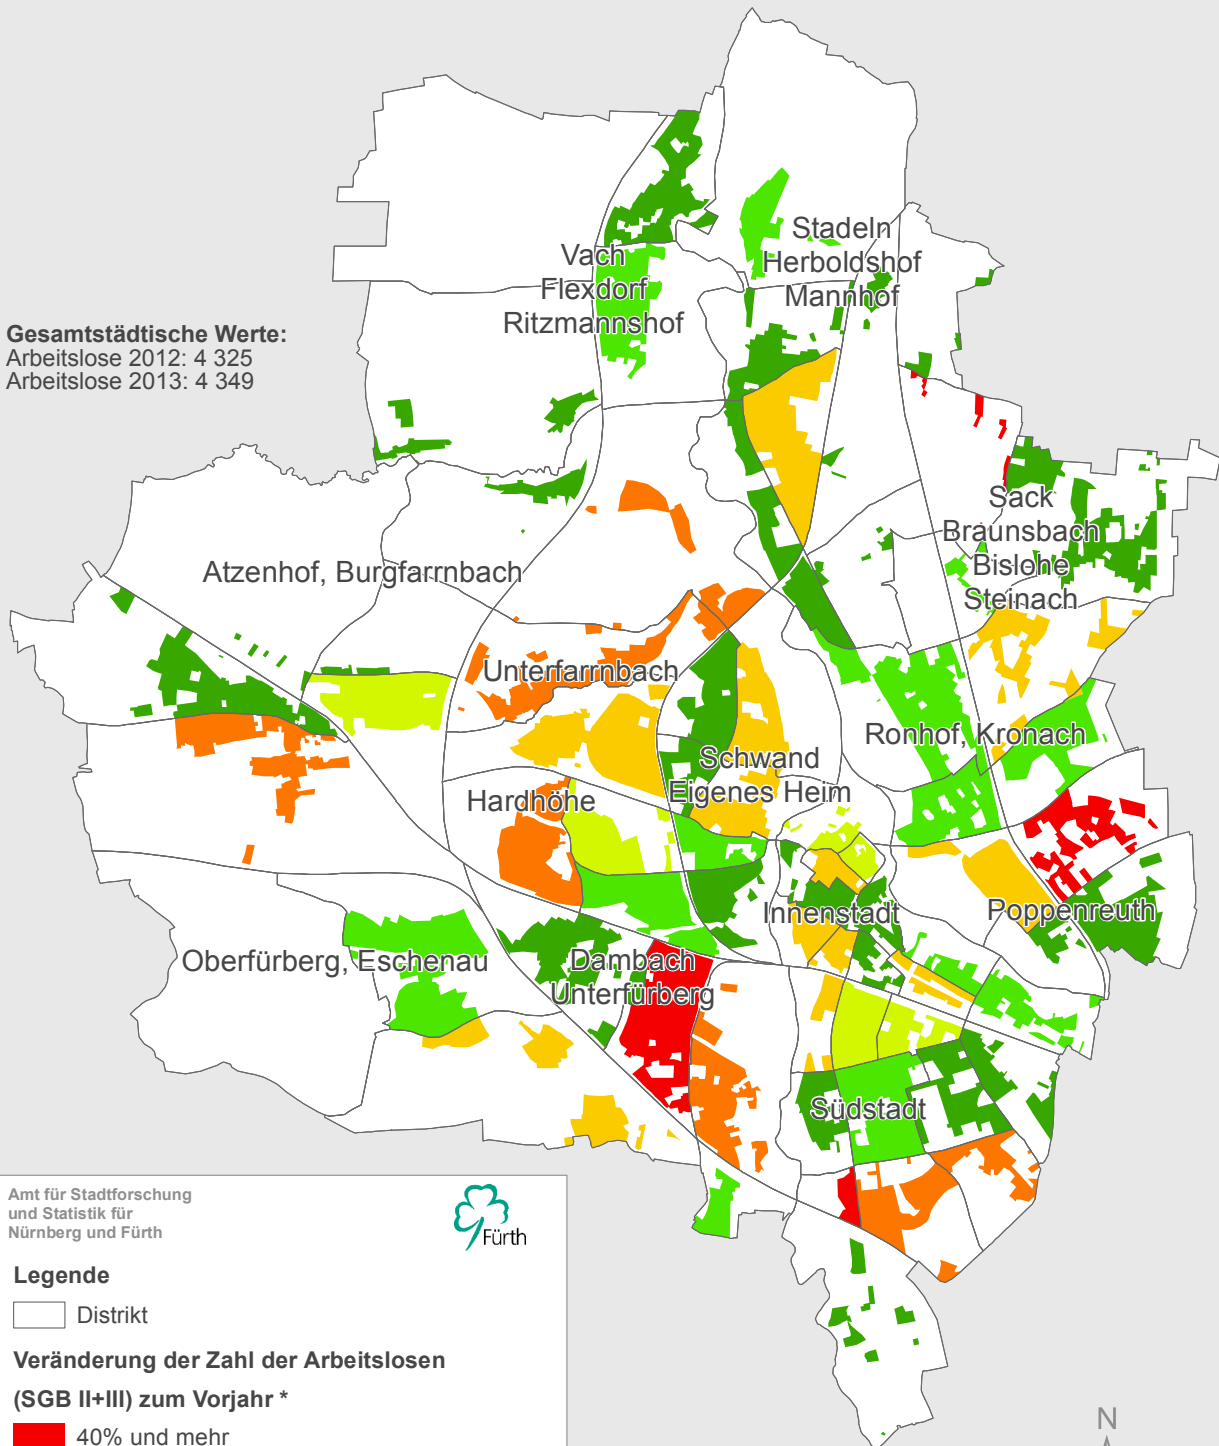 Stadeln
Herboldshof
Mannhof
Vach
Flexdorf
Ritzmannshof
Gesamtstädtische Werte:
Arbeitslose 2012: 4 325
Arbeitslose 2013: 4 349
Sack
Braunsbach
Bislohe
Steinach
Atzenhof, Burgfarrnbach
Unterfarrnbach
Ronhof, Kronach
Schwand
Eigenes Heim
Hardhöhe
Innenstadt
Poppenreuth
Oberfürberg, Eschenau
Dambach
Unterfürberg
Südstadt
Amt für Stadtforschung
und Statistik für
Nürnberg und Fürth
Fürth
Legende
Distrikt
Veränderung der Zahl der Arbeitslosen
(SGB II+III) zum Vorjahr *
40% und mehr
N